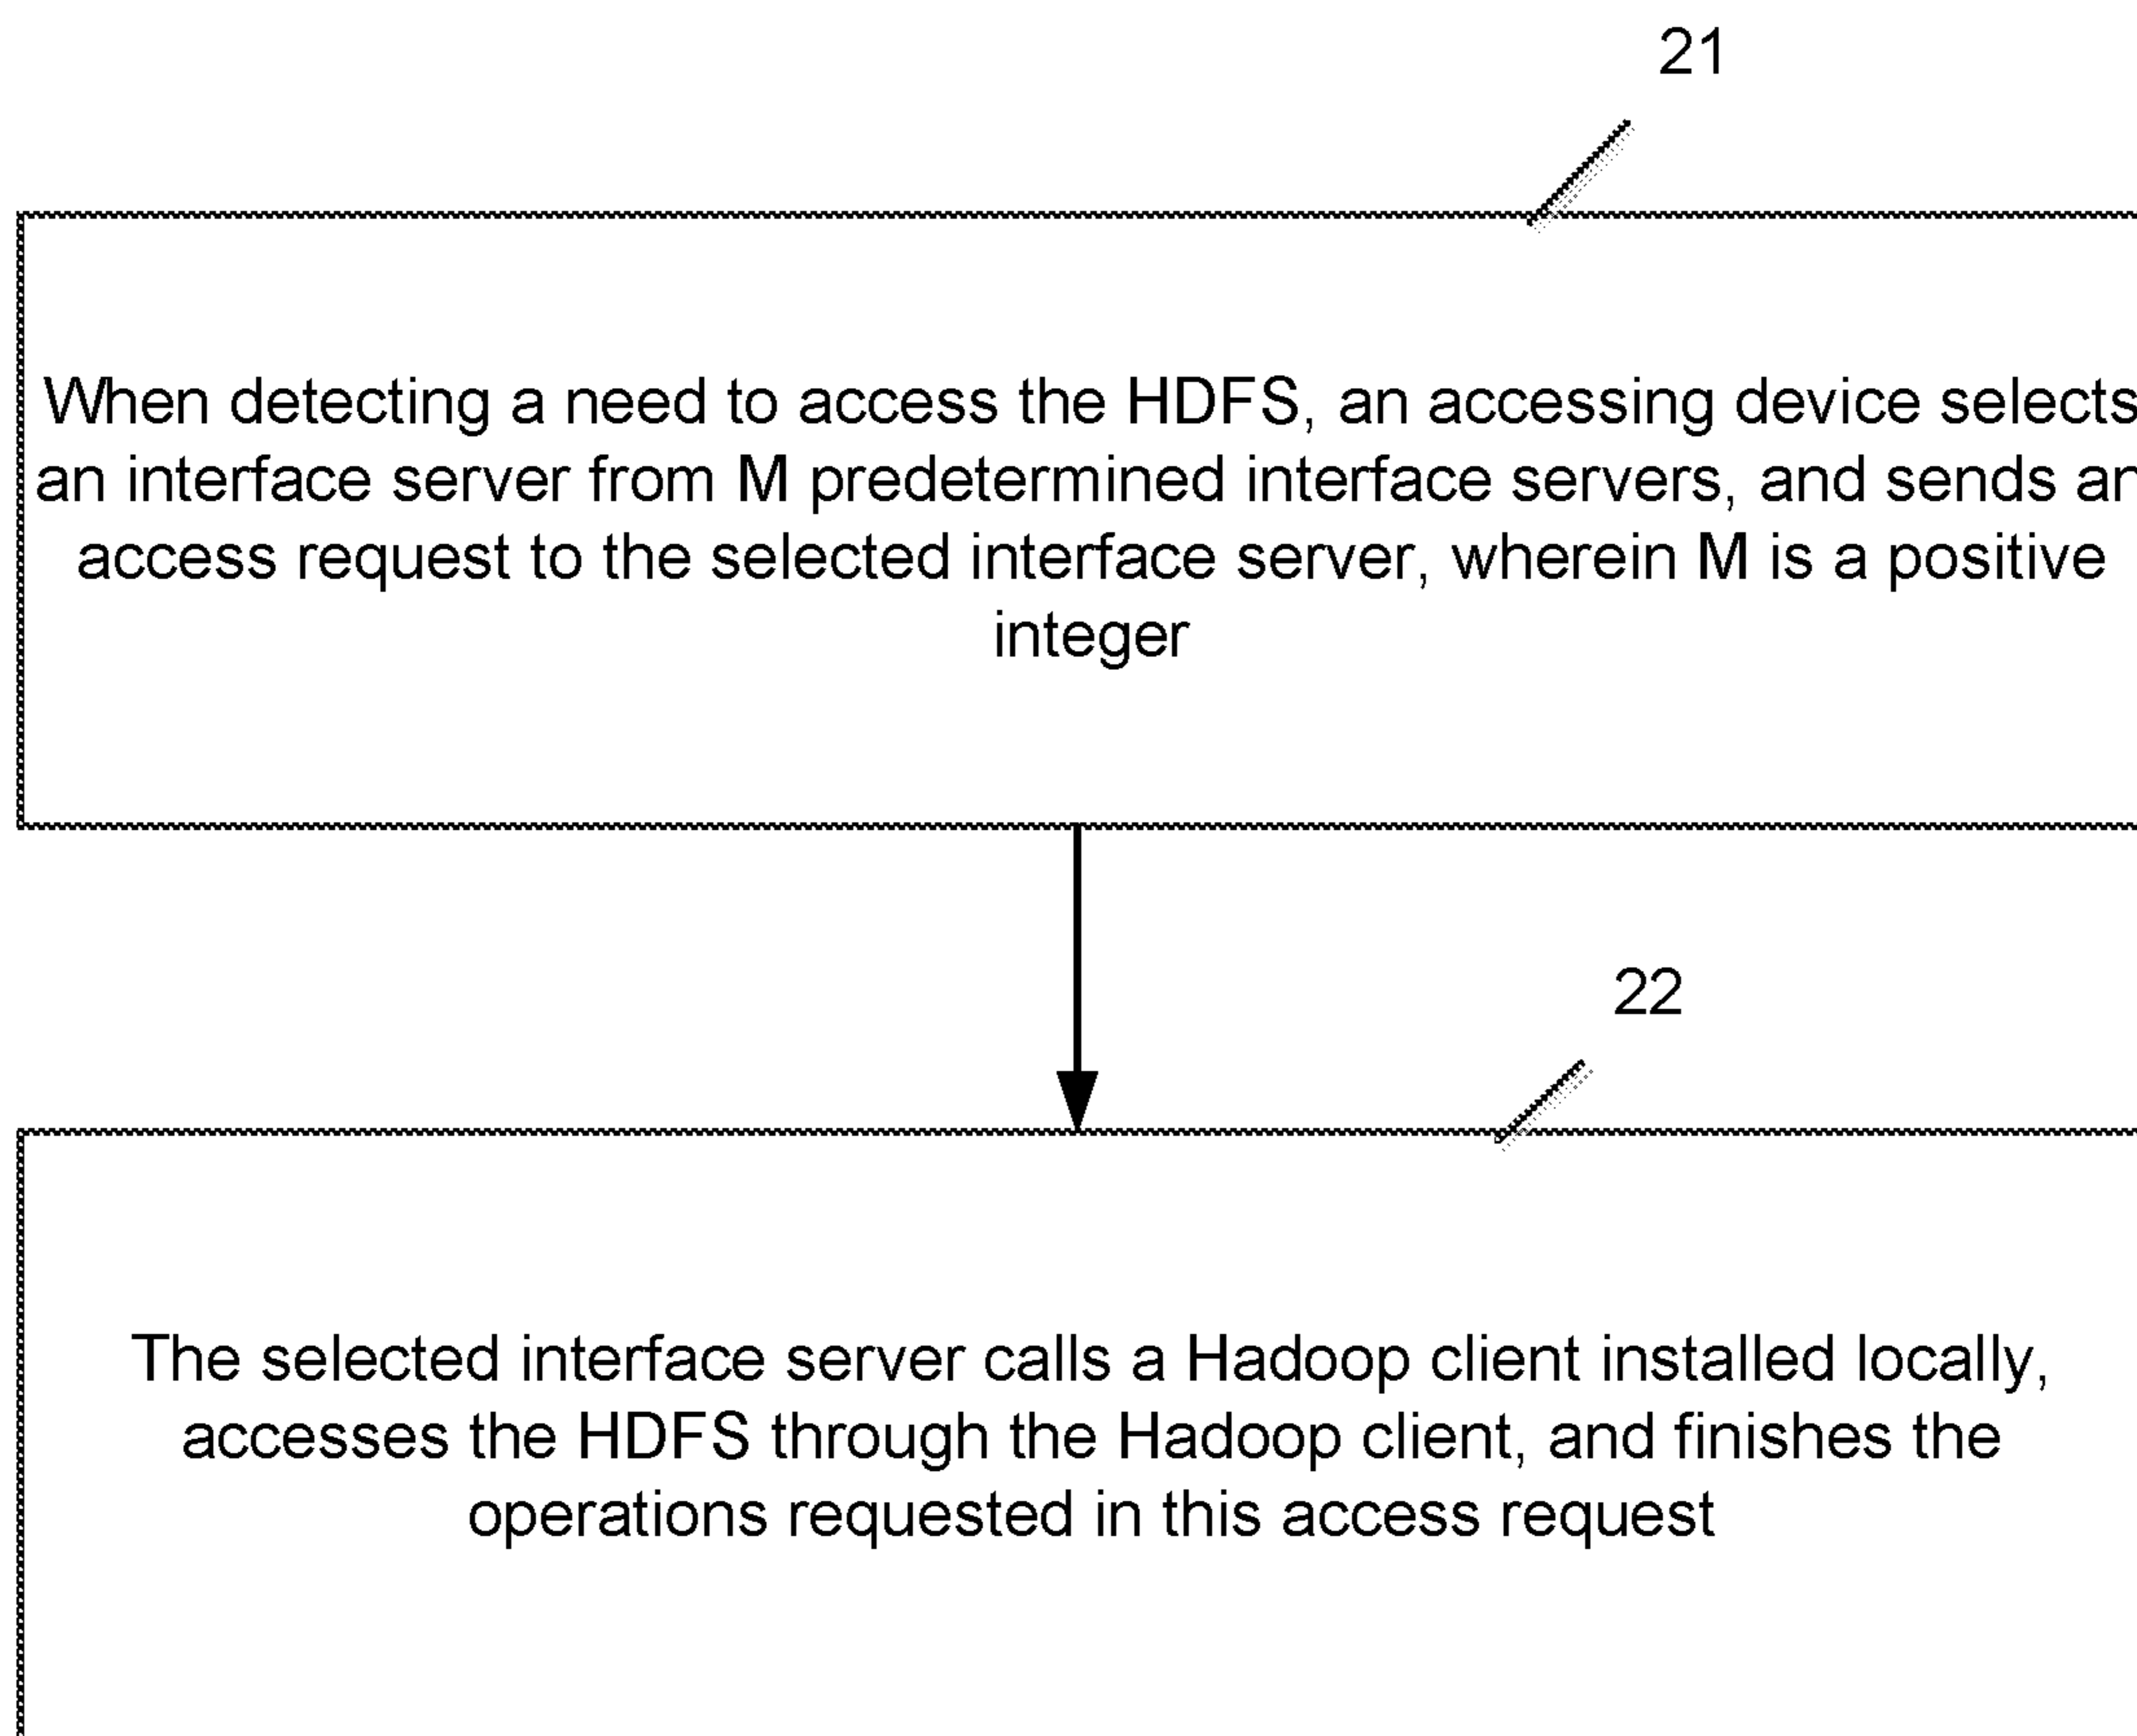 21
When detecting a need to access the HDFS, an accessing device selects
an interface server from M predetermined interface servers, and sends an
access request to the selected interface server, wherein M is a positive
integer
22
The selected interface server calls a Hadoop client installed locally,
accesses the HDFS through the Hadoop client, and finishes the
operations requested in this access request